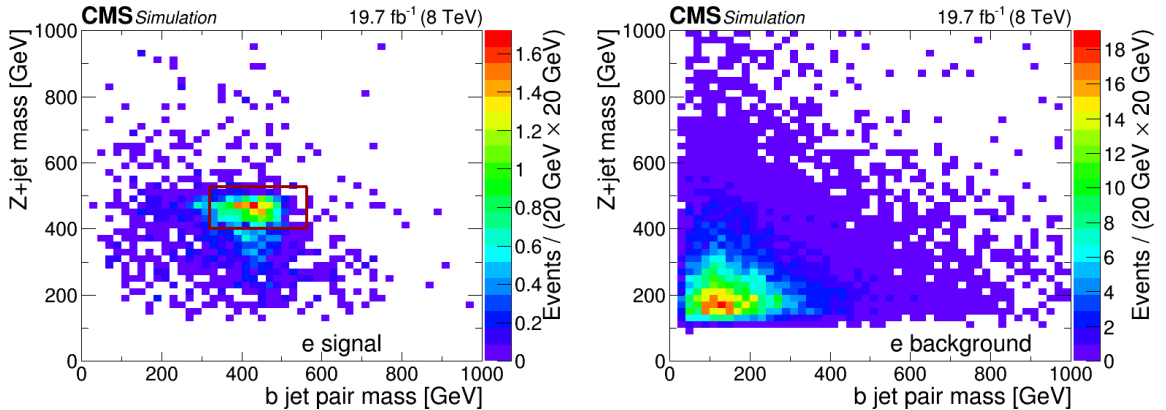 CMS Simulation 19.7 fb⁻¹ (8 TeV)
Z+jet mass [GeV]
1000
800
600
400
200
0
0 200 400 600 800 1000
b jet pair mass [GeV]
e signal
1.6
1.4
1.2
1
0.8
0.6
0.4
0.2
0
Events / (20 GeV × 20 GeV)
CMS Simulation 19.7 fb⁻¹ (8 TeV)
Z+jet mass [GeV]
1000
800
600
400
200
0
0 200 400 600 800 1000
b jet pair mass [GeV]
e background
18
16
14
12
10
8
6
4
2
0
Events / (20 GeV × 20 GeV)